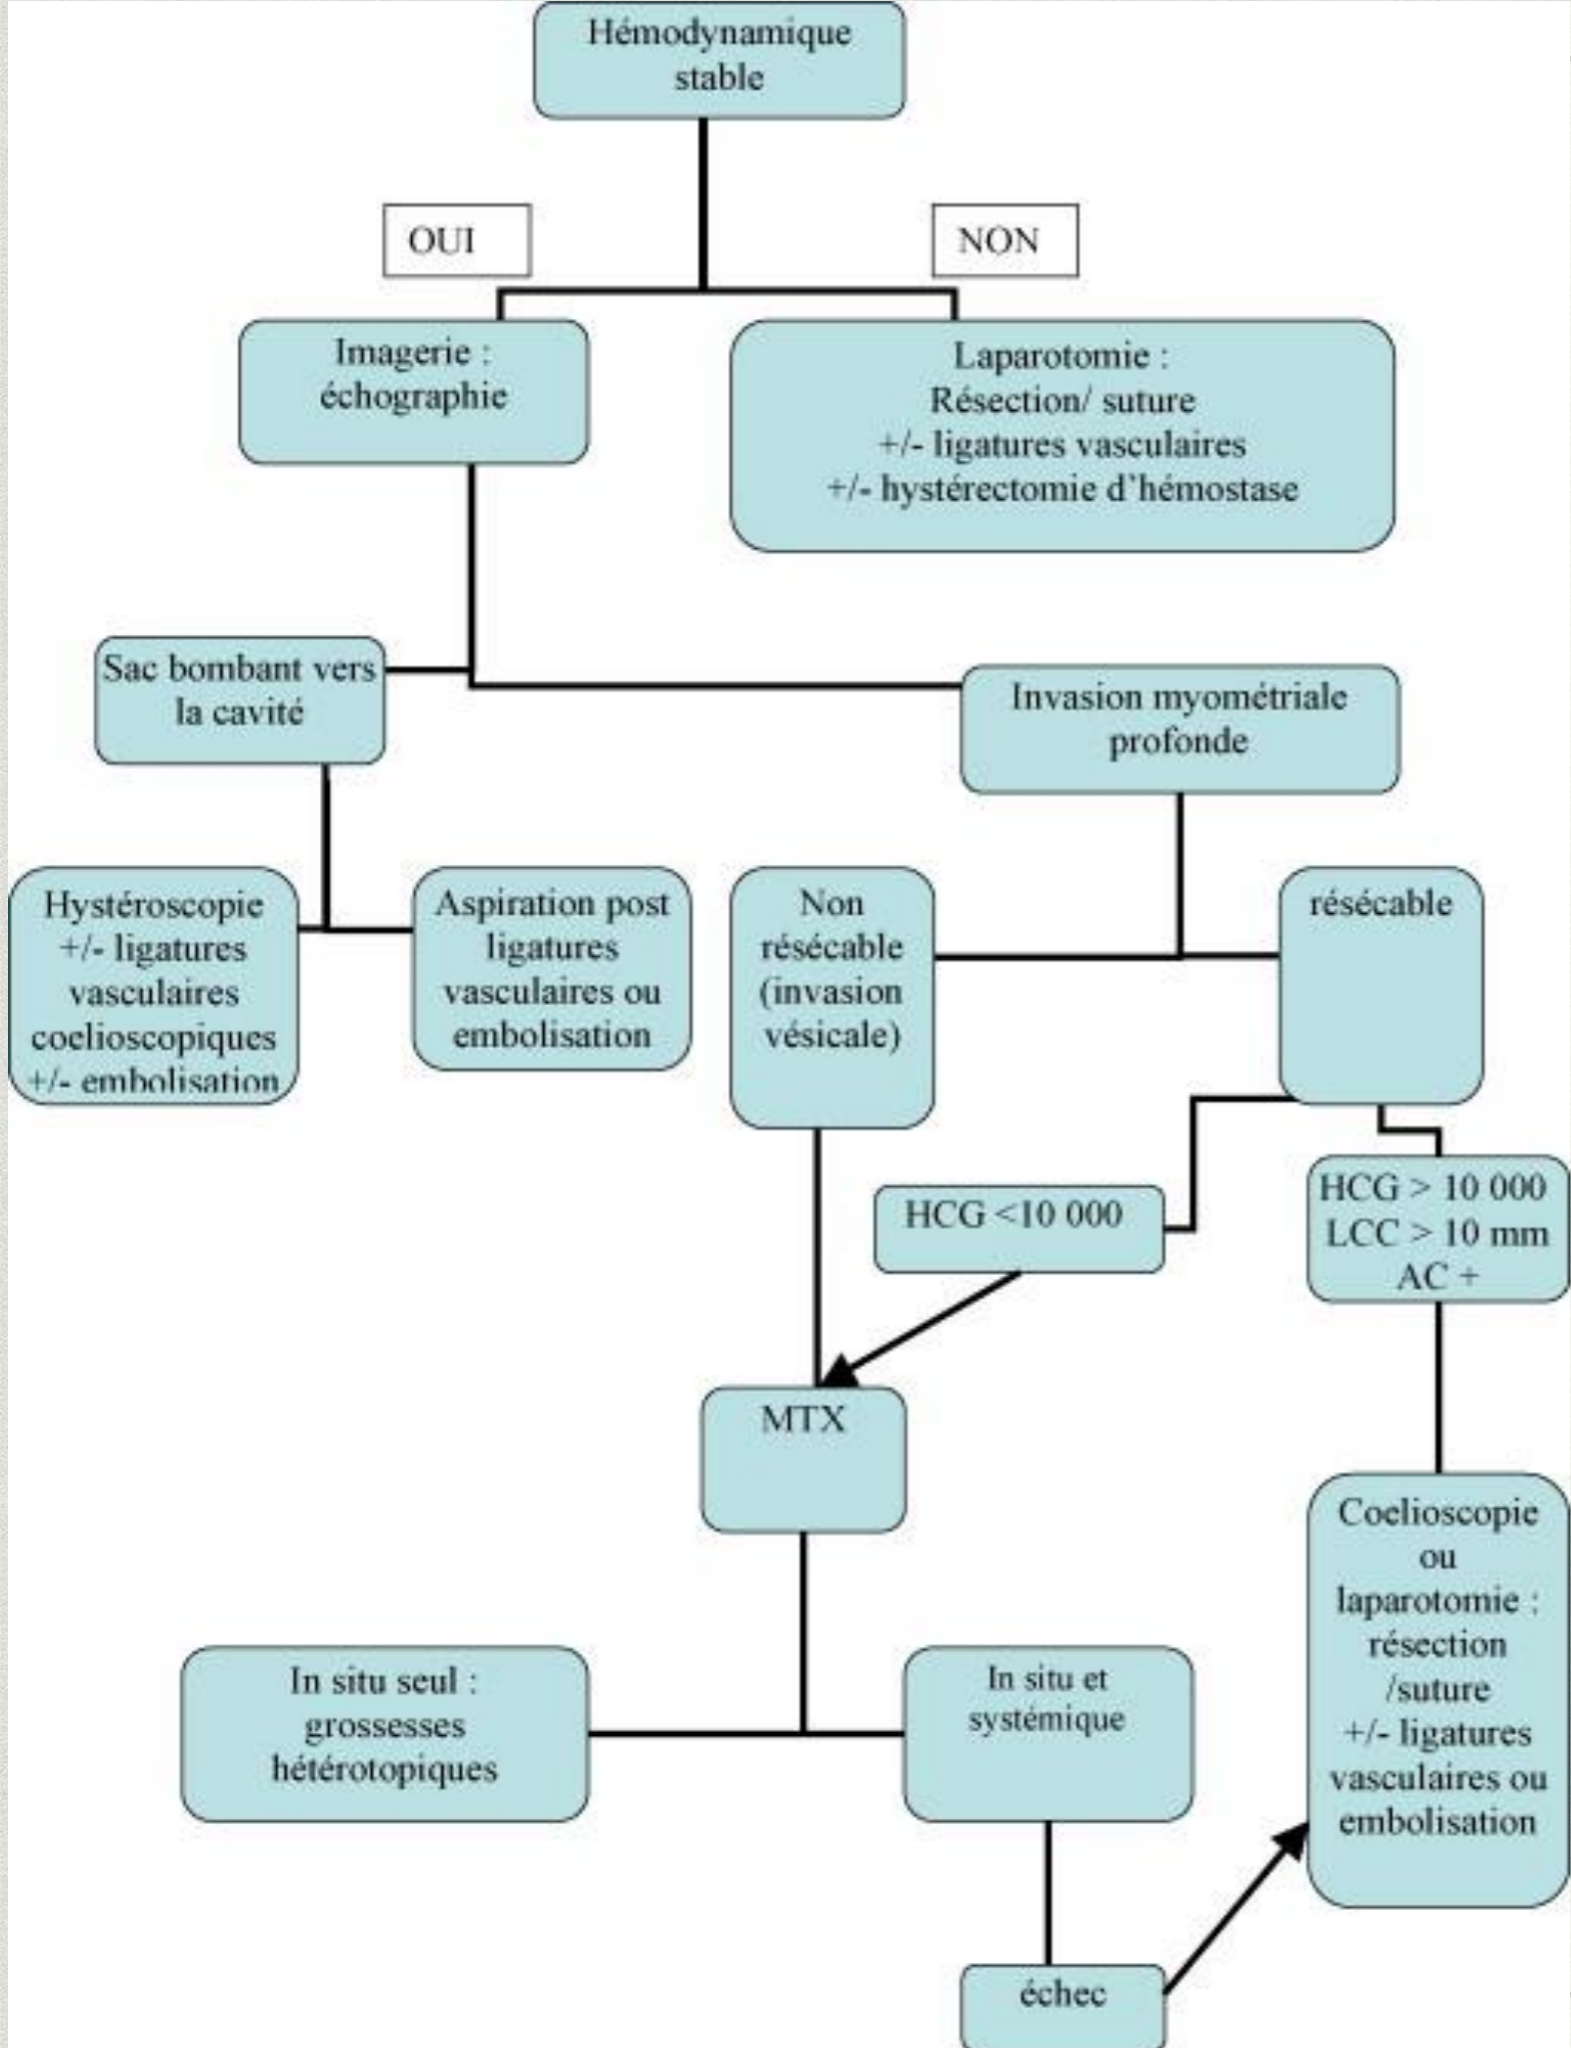 Hémodynamique
stable
OUI
NON
Imagerie :
échographie
Laparotomie :
Résection/ suture
+/- ligatures vasculaires
+/- hystérectomie d'hémostase
Sac bombant vers
la cavité
Invasion myométriale
profonde
Hystéroscopie
+/- ligatures
vasculaires
coelioscopiques
+/- embolisation
Aspiration post
ligatures
vasculaires ou
embolisation
Non
résécable
(invasion
vésicale)
résécable
HCG <10 000
HCG > 10 000
LCC > 10 mm
AC +
MTX
Coelioscopie
ou
laparotomie :
résection
/suture
+/- ligatures
vasculaires ou
embolisation
In situ seul :
grossesses
hétérotopiques
In situ et
systémique
échec